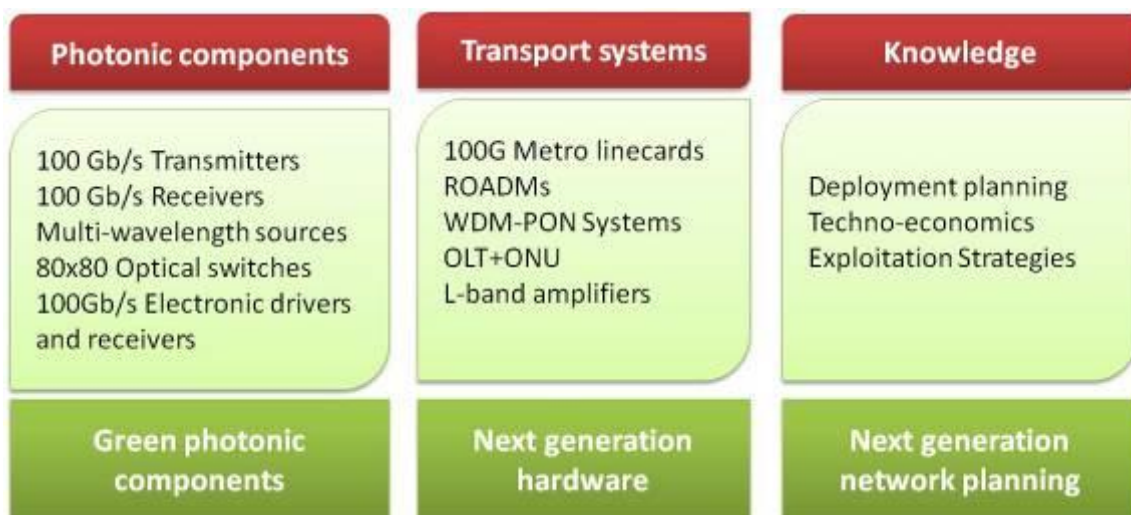 Photonic components
100 Gb/s Transmitters
100 Gb/s Receivers
Multi-wavelength sources
80x80 Optical switches
100Gb/s Electronic drivers
and receivers
Green photonic
components
Transport systems
100G Metro linecards
ROADMs
WDM-PON Systems
OLT+ONU
L-band amplifiers
Next generation
hardware
Knowledge
Deployment planning
Techno-economics
Exploitation Strategies
Next generation
network planning